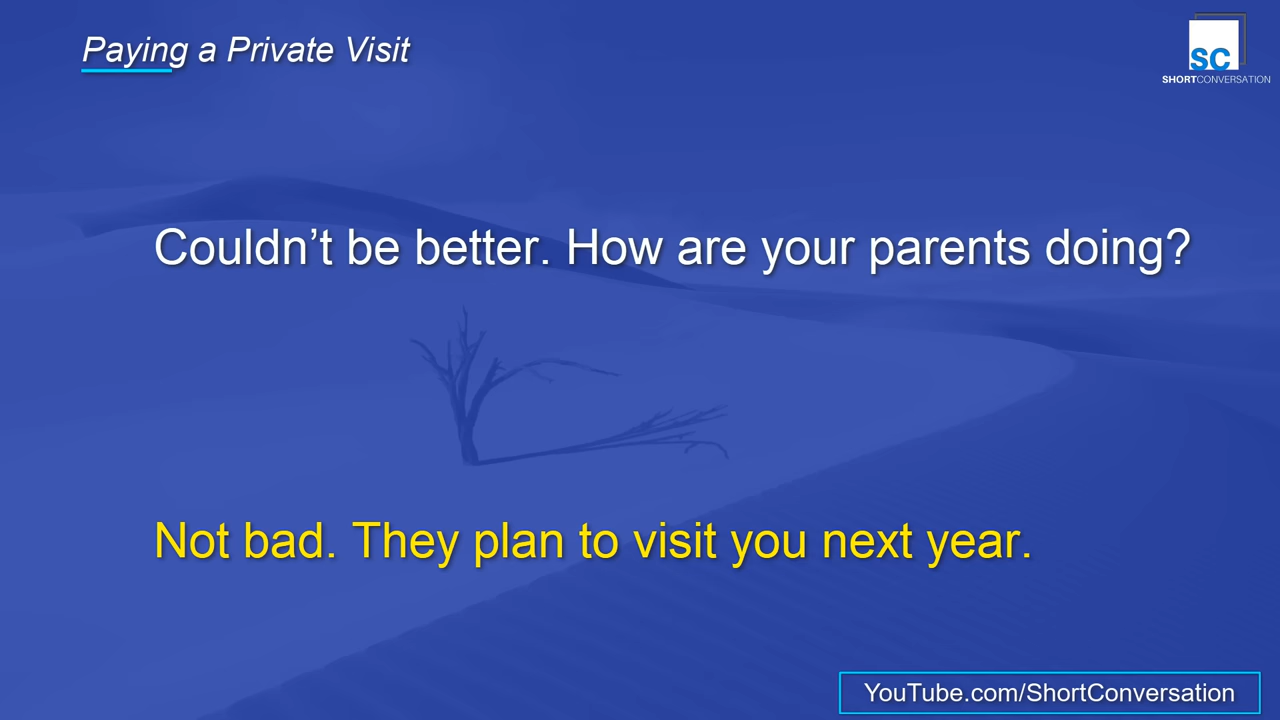 Paying a Private Visit
SC
SHORTCONVERSATION
Couldn’t be better. How are your parents doing?
Not bad. They plan to visit you next year.
YouTube.com/ShortConversation